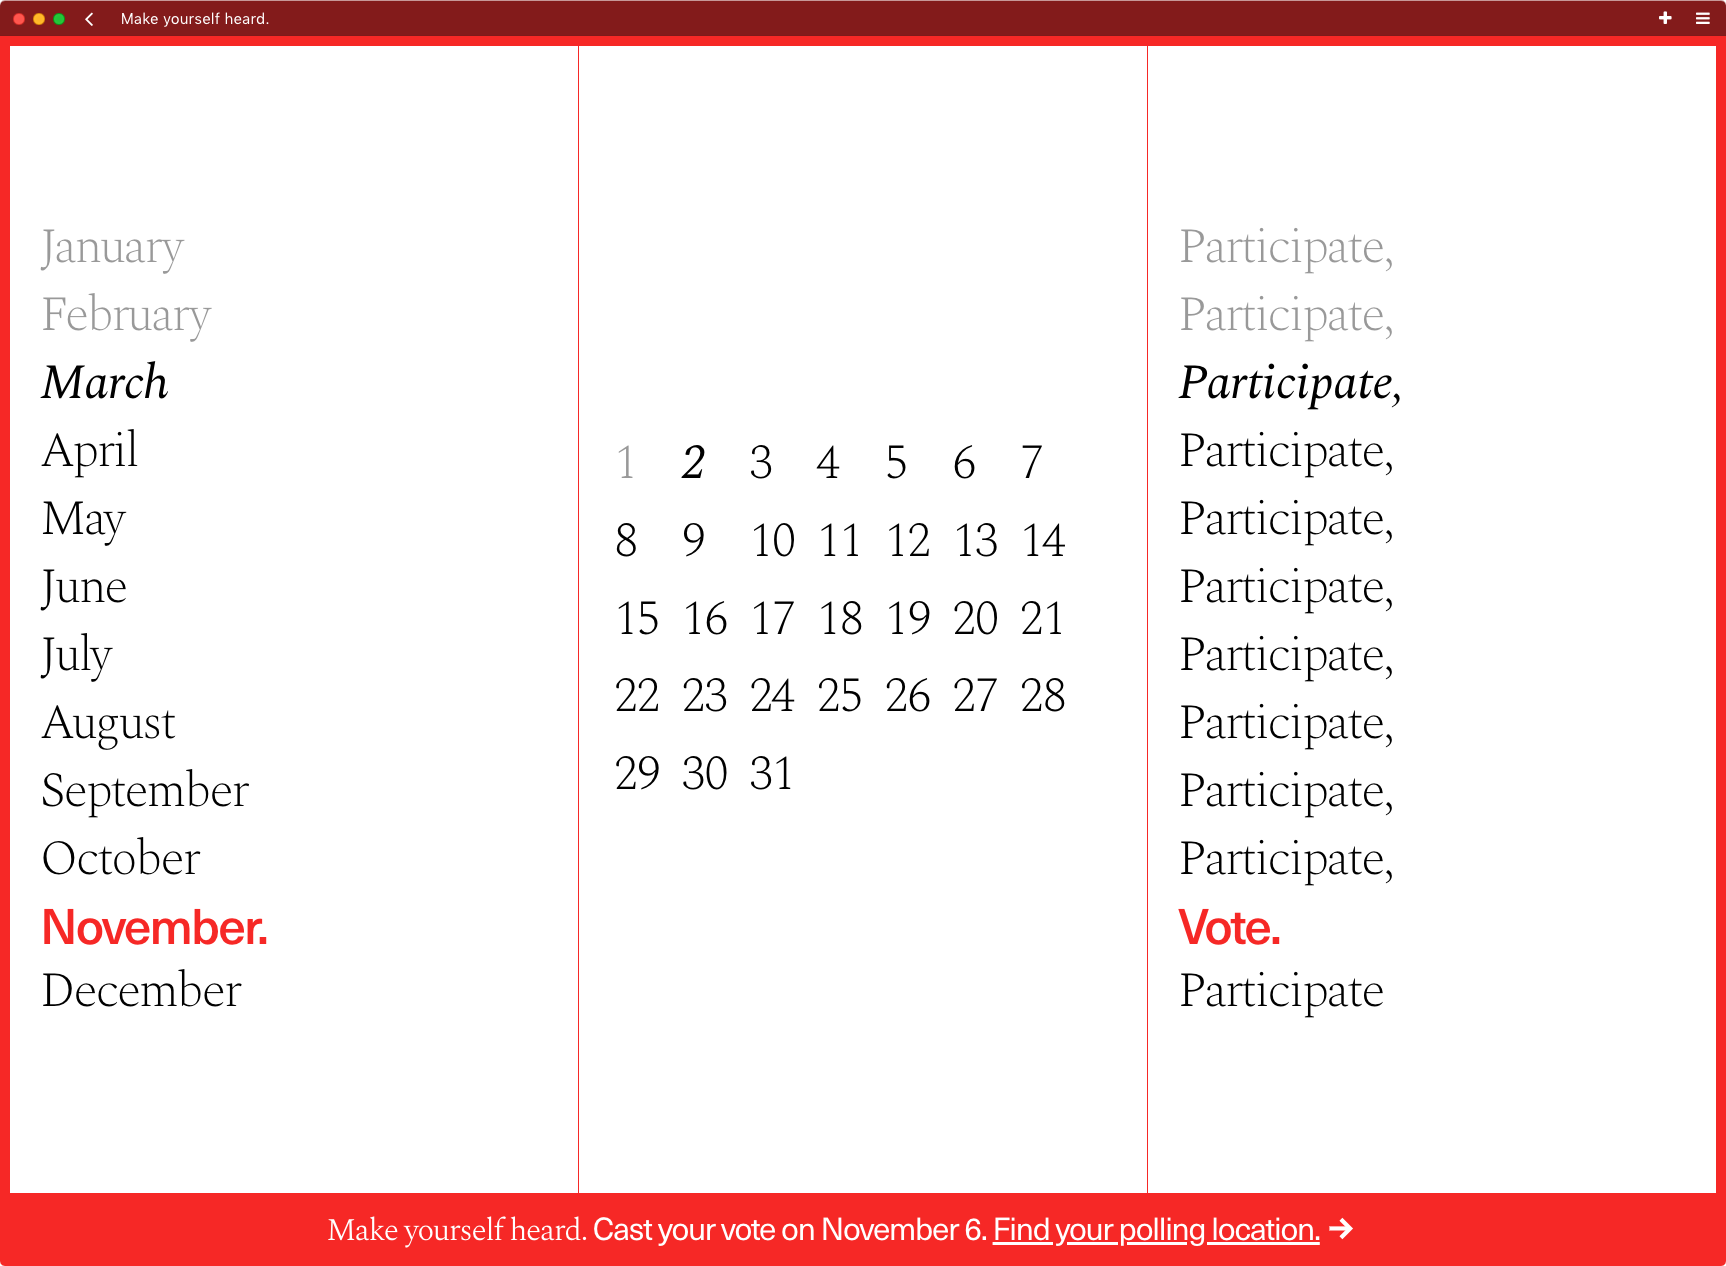 Make yourself heard.
January
February
March
April
May
June
July
August
September
October
November.
December
1 2 3 4 5 6 7
8 9 10 11 12 13 14
15 16 17 18 19 20 21
22 23 24 25 26 27 28
29 30 31
Participate,
Participate,
Participate,
Participate,
Participate,
Participate,
Participate,
Participate,
Participate,
Participate,
Vote.
Participate
Make yourself heard. Cast your vote on November 6. Find your polling location. →